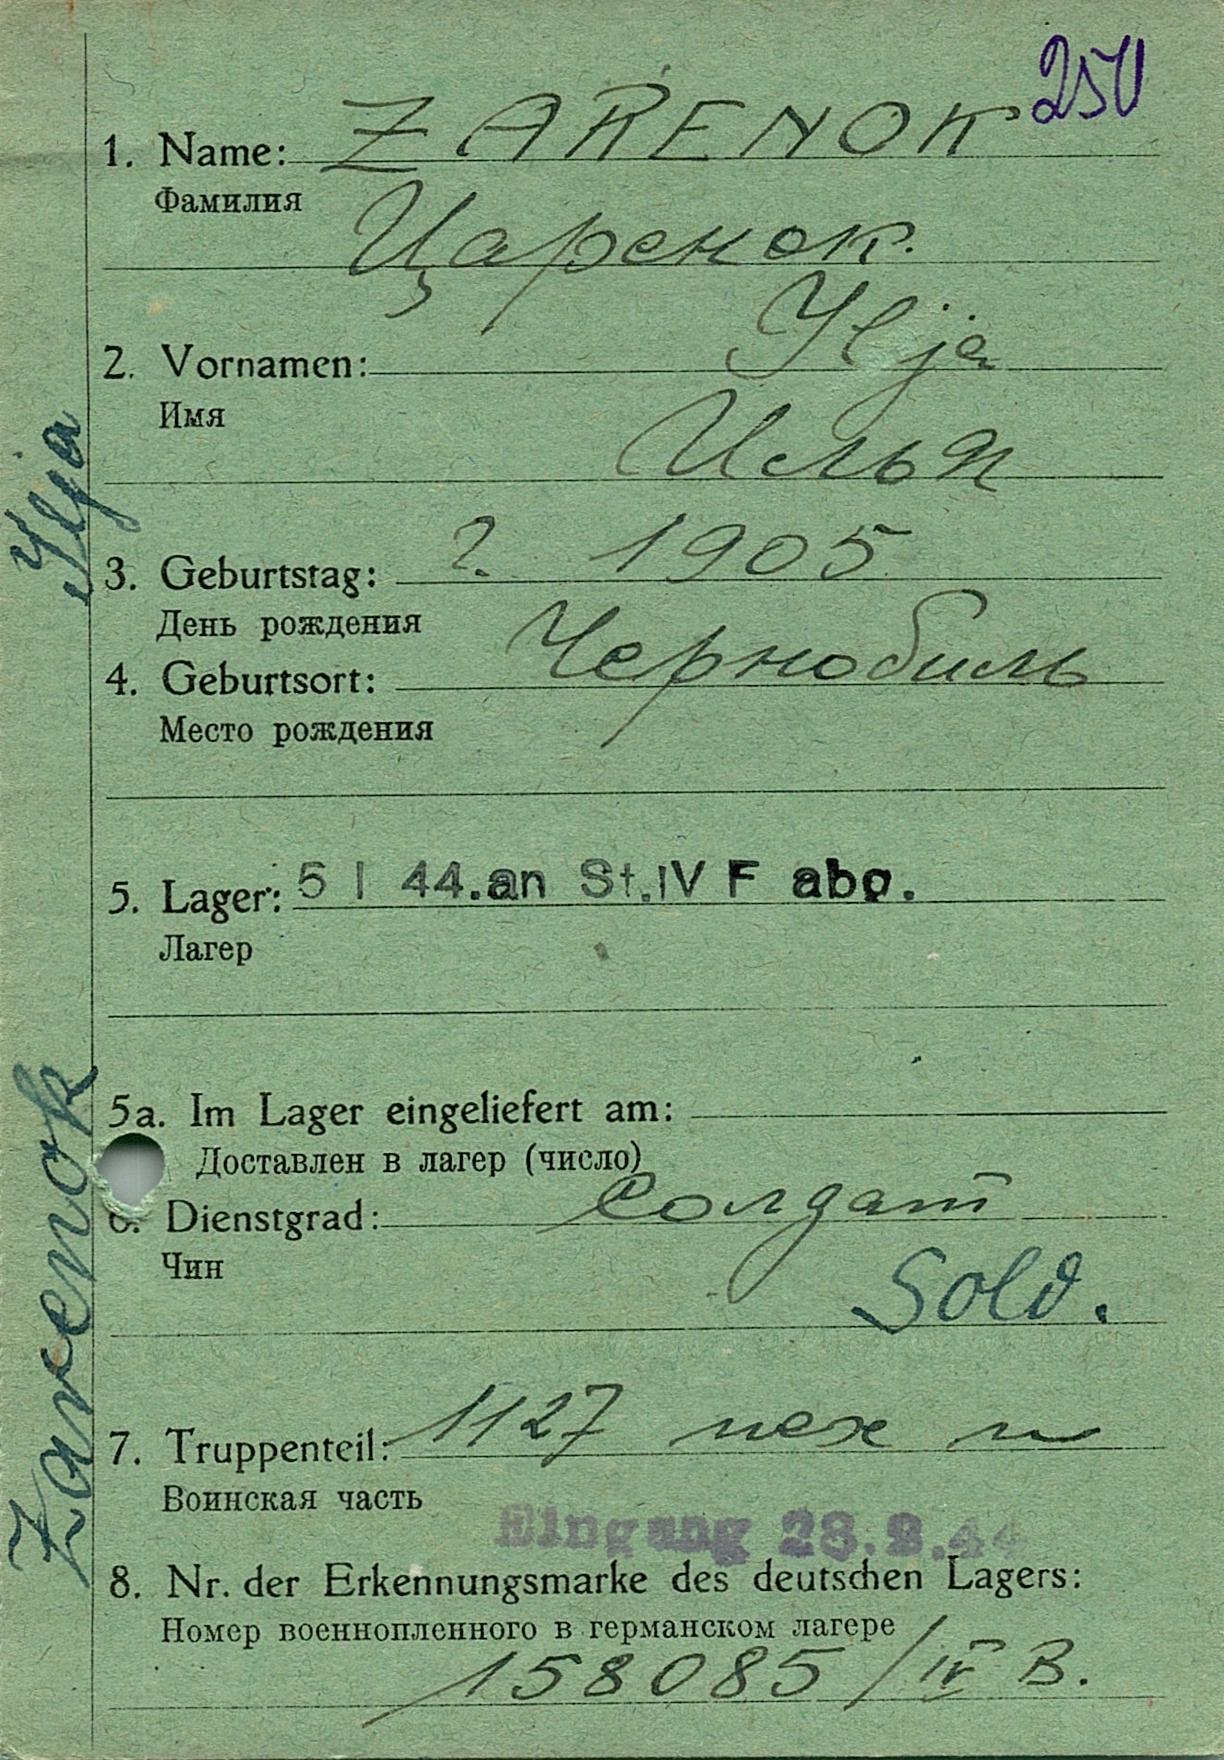 250
1. Name: ZARENOK
Фамилия
Царенок.
Ilja
2. Vornamen:
Имя
Илья
3. Geburtstag: ?. 1905
День рождения
Чернобиль
4. Geburtsort:
Место рождения
5. Lager: 5 I 44.an St.IV F abg.
Лагер
5a. Im Lager eingeliefert am:
Доставлен в лагер (число)
6. Dienstgrad: солдат
Чин
Sold.
7. Truppenteil: 1127 пех п
Воинская часть
Eingang 28.2.44
8. Nr. der Erkennungsmarke des deutschen Lagers:
Номер военнопленного в германском лагере
158085/IV B.
Zarenok Ilja